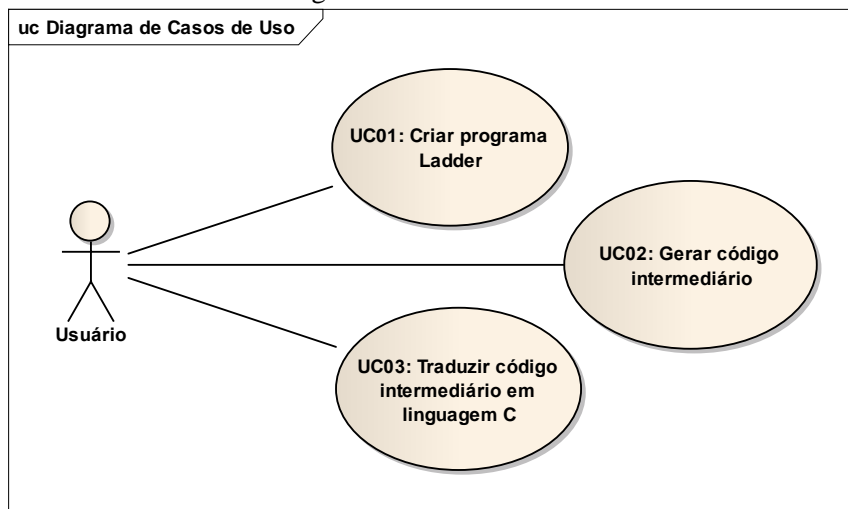 uc Diagrama de Casos de Uso
UC01: Criar programa
Ladder
UC02: Gerar código
intermediário
Usuário
UC03: Traduzir código
intermediário em
linguagem C